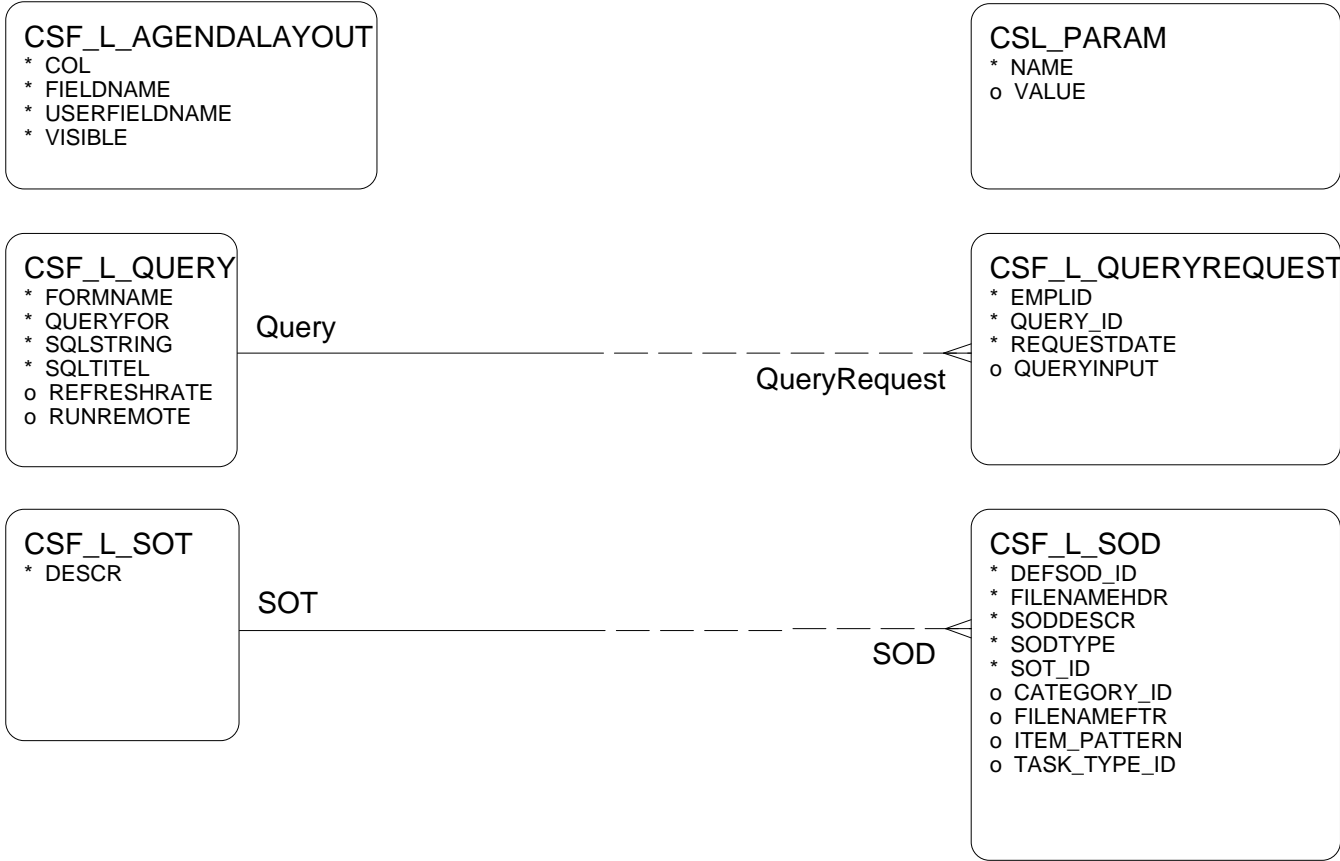 CSF_L_AGENDALAYOUT
* COL
* FIELDNAME
* USERFIELDNAME
* VISIBLE
CSL_PARAM
* NAME
o VALUE
CSF_L_QUERY
* FORMNAME
* QUERYFOR
* SQLSTRING
* SQLTITEL
o REFRESHRATE
o RUNREMOTE
Query
QueryRequest
CSF_L_QUERYREQUEST
* EMPLID
* QUERY_ID
* REQUESTDATE
o QUERYINPUT
CSF_L_SOT
* DESCR
SOT
SOD
CSF_L_SOD
* DEFSOD_ID
* FILENAMEHDR
* SODDESCR
* SODTYPE
* SOT_ID
o CATEGORY_ID
o FILENAMEFTR
o ITEM_PATTERN
o TASK_TYPE_ID